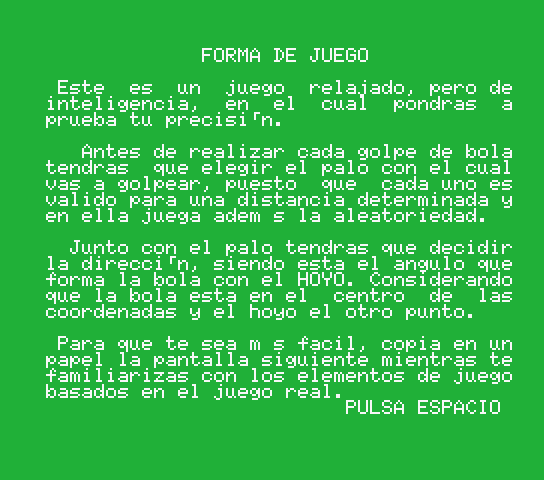 FORMA DE JUEGO
Este es un juego relajado, pero de
inteligencia, en el cual pondras a
prueba tu precisi┌n.
Antes de realizar cada golpe de bola
tendras que elegir el palo con el cual
vas a golpear, puesto que cada uno es
valido para una distancia determinada y
en ella juega adem s la aleatoriedad.
Junto con el palo tendras que decidir
la direcci┌n, siendo esta el angulo que
forma la bola con el HOYO. Considerando
que la bola esta en el centro de las
coordenadas y el hoyo el otro punto.
Para que te sea m s facil, copia en un
papel la pantalla siguiente mientras te
familiarizas con los elementos de juego
basados en el juego real.
PULSA ESPACIO